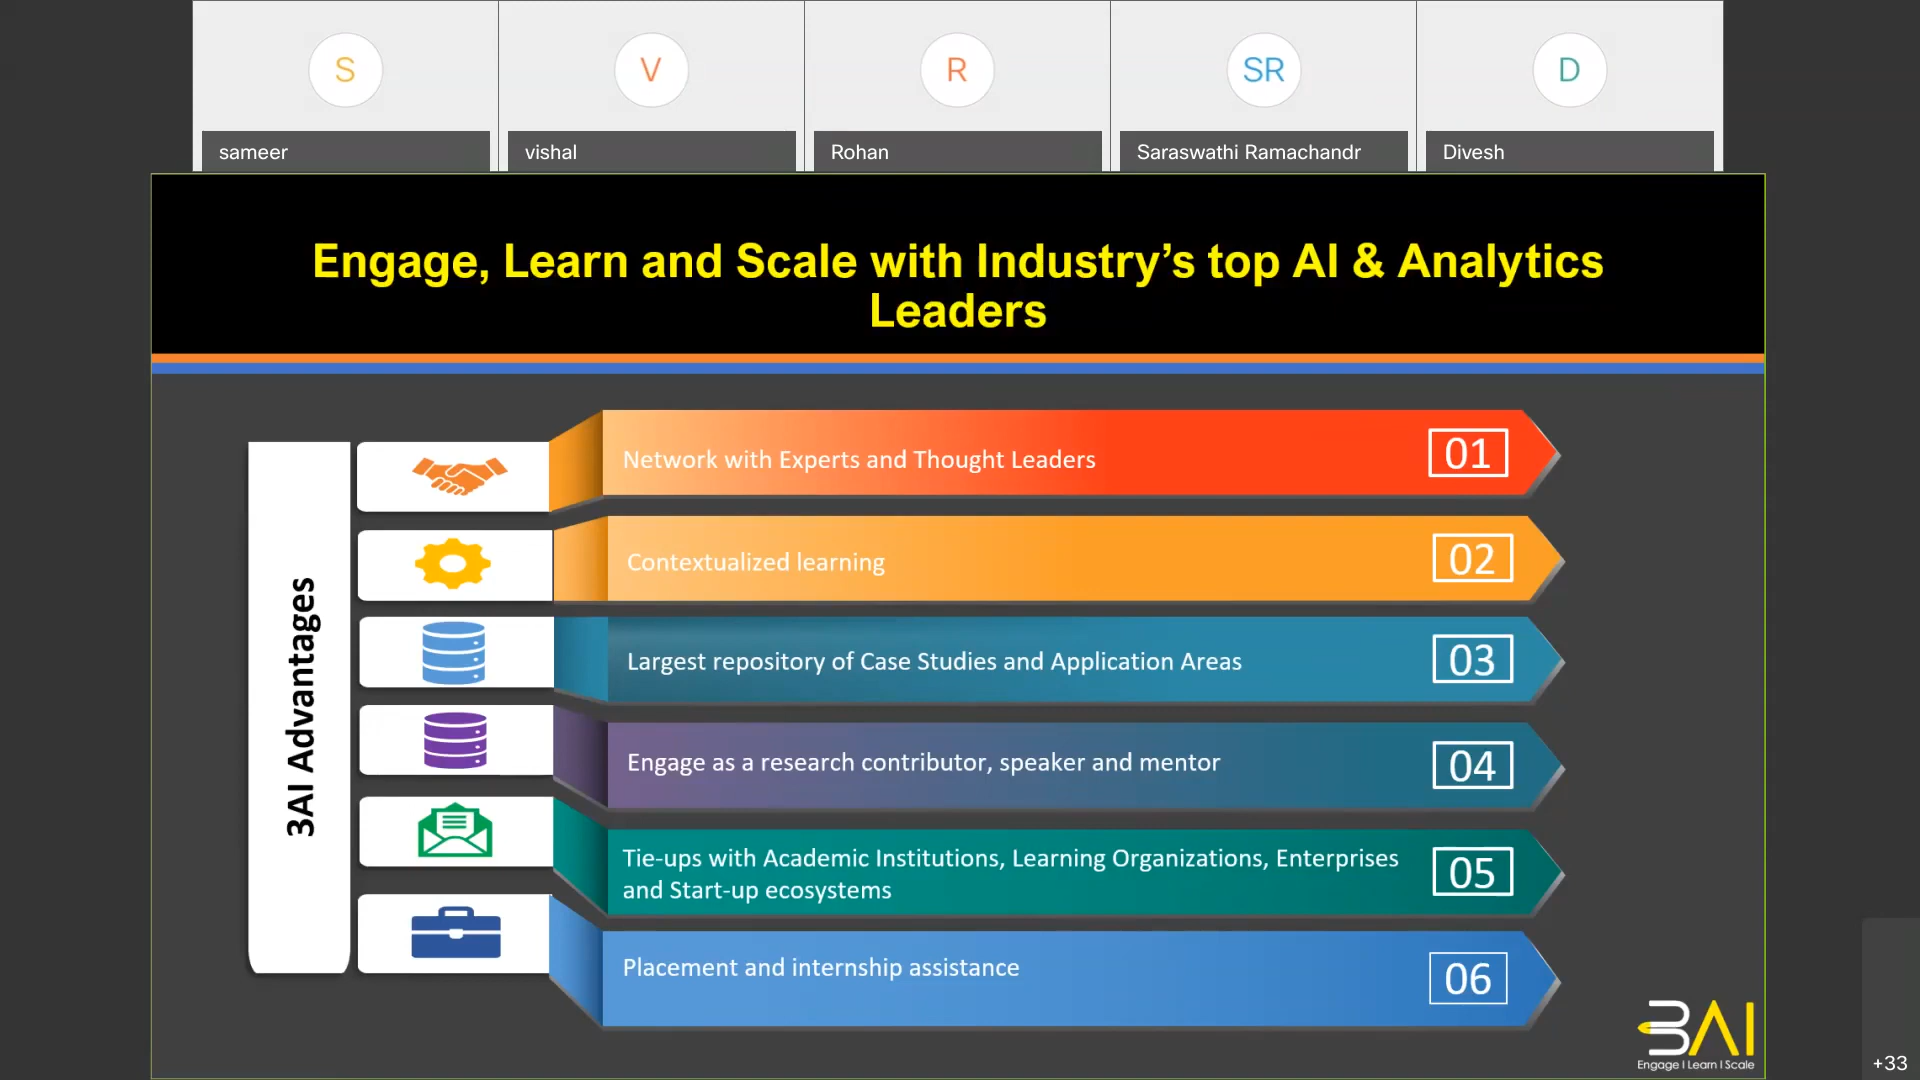 S
V
R
SR
D
sameer
vishal
Rohan
Saraswathi Ramachandr
Divesh
Engage, Learn and Scale with Industry’s top AI & Analytics
Leaders
3AI Advantages
Network with Experts and Thought Leaders
01
Contextualized learning
02
Largest repository of Case Studies and Application Areas
03
Engage as a research contributor, speaker and mentor
04
Tie-ups with Academic Institutions, Learning Organizations, Enterprises
and Start-up ecosystems
05
Placement and internship assistance
06
3AI
Engage I Learn I Scale
+33